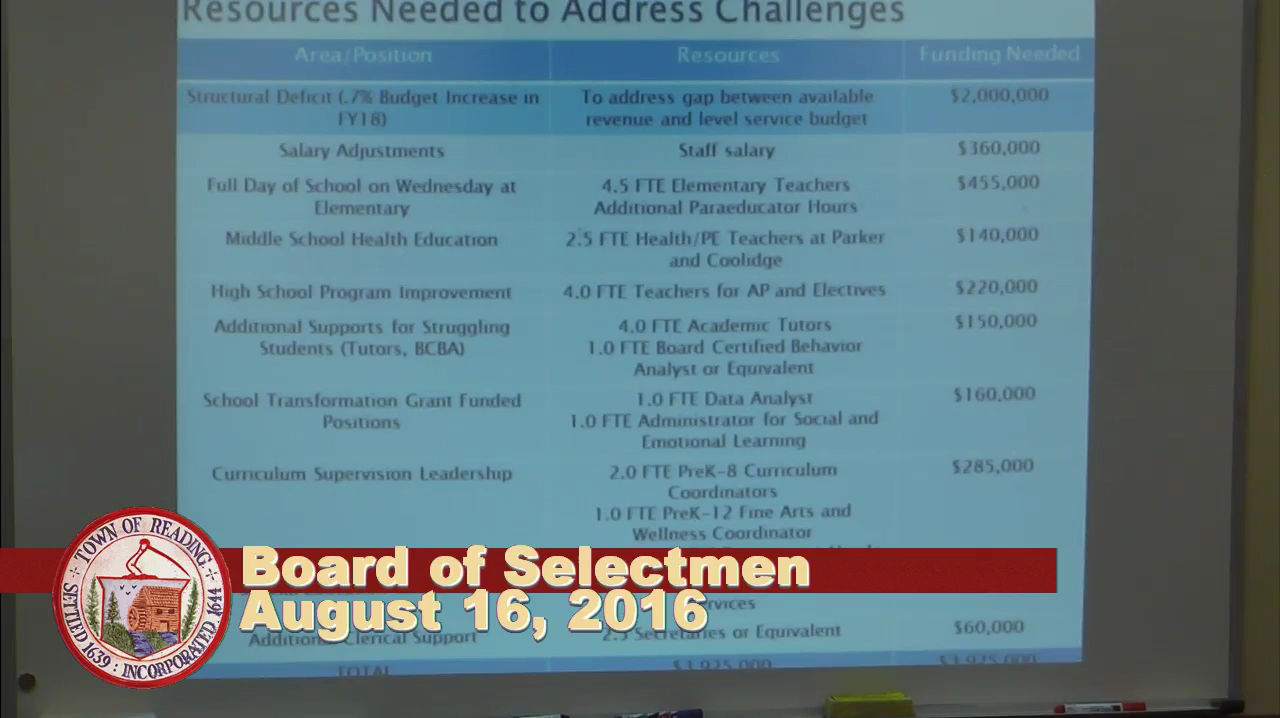 Resources Needed to Address Challenges
Area/Position Resources Funding Needed
Structural Deficit (.7% Budget Increase in To address gap between available $2,000,000
FY18) revenue and level service budget
Salary Adjustments Staff salary $360,000
Full Day of School on Wednesday at 4.5 FTE Elementary Teachers $455,000
Elementary Additional Paraeducator Hours
Middle School Health Education 2.5 FTE Health/PE Teachers at Parker $140,000
and Coolidge
High School Program Improvement 4.0 FTE Teachers for AP and Electives $220,000
Additional Supports for Struggling 4.0 FTE Academic Tutors $150,000
Students (Tutors, BCBA) 1.0 FTE Board Certified Behavior
Analyst or Equivalent
School Transformation Grant Funded 1.0 FTE Data Analyst $160,000
Positions 1.0 FTE Administrator for Social and
Emotional Learning
Curriculum Supervision Leadership 2.0 FTE PreK-8 Curriculum $285,000
Coordinators
1.0 FTE PreK-12 Fine Arts and
Wellness Coordinator
Additional Clerical Support 2.5 Secretaries or Equivalent $60,000
TOTAL $3,925,000 $3,925,000
TOWN OF READING
SETTLED 1639 : INCORPORATED 1644
Board of Selectmen
August 16, 2016